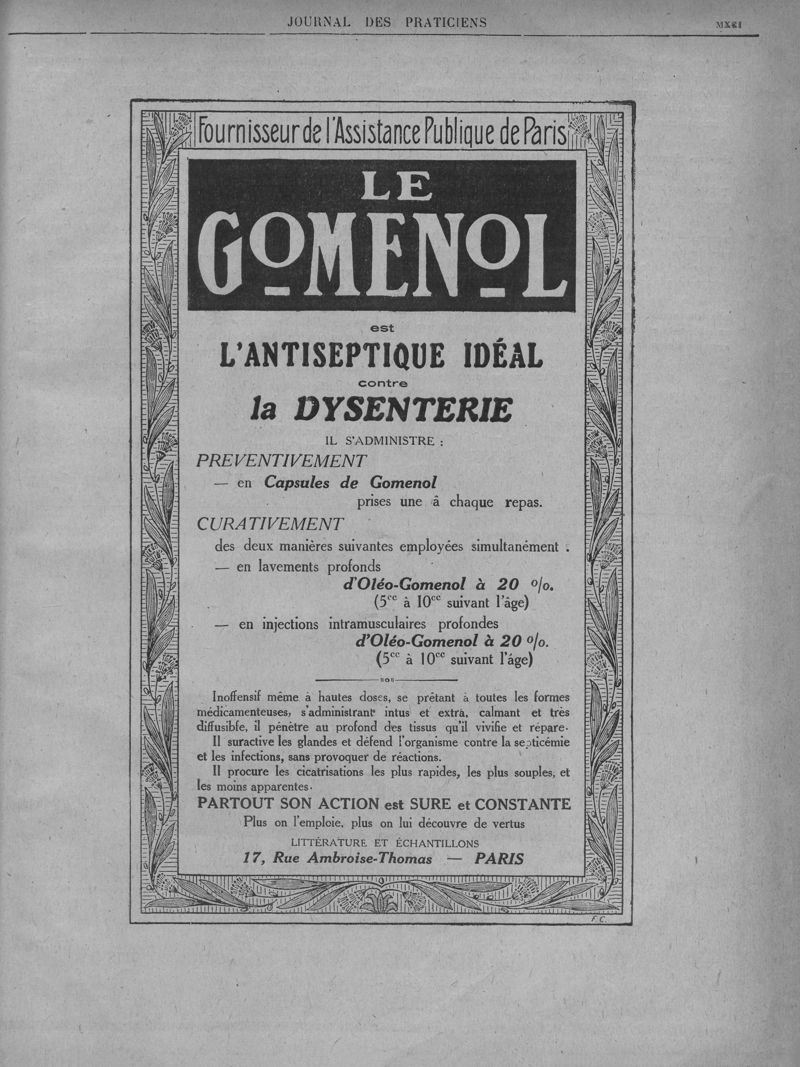 JOURNAL DES PRATICIENS
Fournisseur de l'Assistance Publique de Paris
LE
GOMENOL
est
L'ANTISEPTIQUE IDÉAL
contre
la DYSENTERIE
IL S'ADMINISTRE :
PREVENTIVEMENT
— en Capsules de Gomenol
prises une â chaque repas.
CURATIVEMENT
des deux manières suivantes employées simultanément .
— en lavements profonds
d'Oléo-Gomenol à 20 %.
(5cc à 10cc suivant l'âge)
— en injections intramusculaires profondes
d'Oléo-Gomenol à 20 %.
(5cc à 10cc suivant l'âge)
Inoffensif même à hautes doses, se prêtant à toutes les formes
médicamenteuses, s'administrant intus et extra, calmant et très
diffusible, il pénètre au profond des tissus qu'il vivifie et répare.
Il suractive les glandes et défend l'organisme contre la septicémie
et les infections, sans provoquer de réactions.
Il procure les cicatrisations les plus rapides, les plus souples, et
les moins apparentes.
PARTOUT SON ACTION est SURE et CONSTANTE
Plus on l'emploie, plus on lui découvre de vertus
LITTÉRATURE ET ÉCHANTILLONS
17, Rue Ambroise-Thomas — PARIS
F.C.